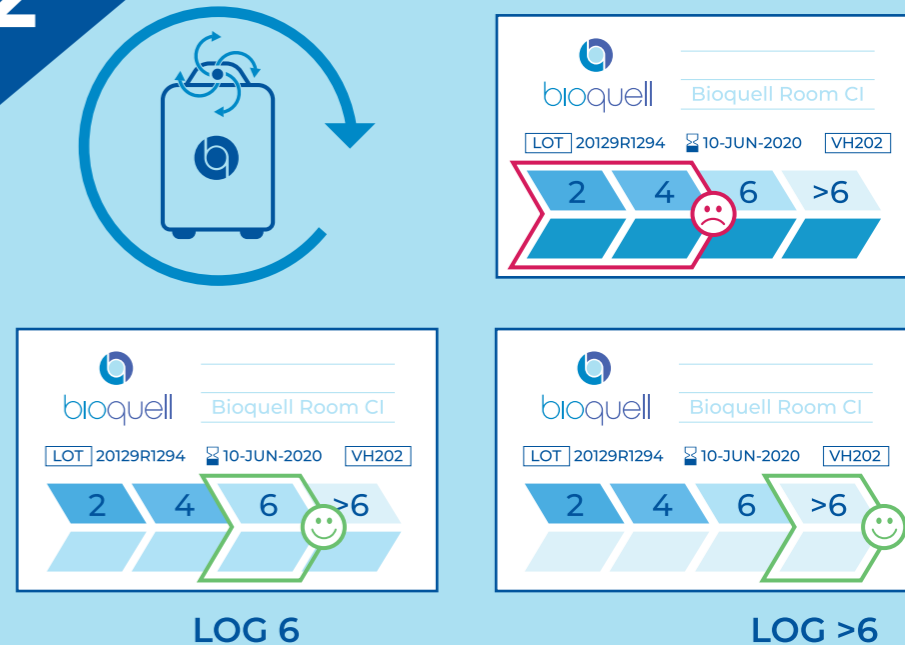 2
bioquell
Bioquell Room CI
LOT 20129R1294 10-JUN-2020 VH202
2 4 6 >6
bioquell
Bioquell Room CI
LOT 20129R1294 10-JUN-2020 VH202
2 4 6 >6
LOG 6
bioquell
Bioquell Room CI
LOT 20129R1294 10-JUN-2020 VH202
2 4 6 >6
LOG >6